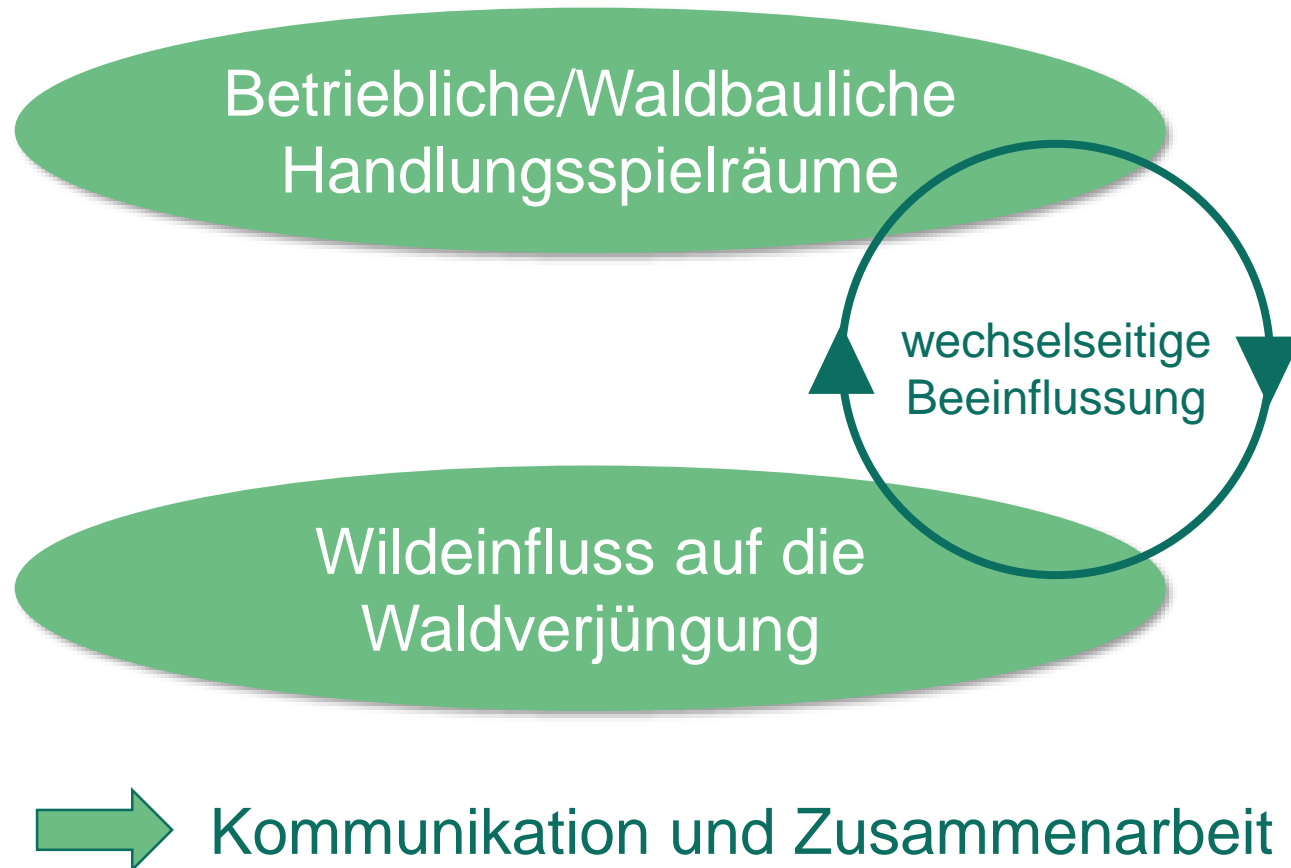 Betriebliche/Waldbauliche
Handlungsspielräume
wechselseitige
Beeinflussung
Wildeinfluss auf die
Waldverjüngung
Kommunikation und Zusammenarbeit